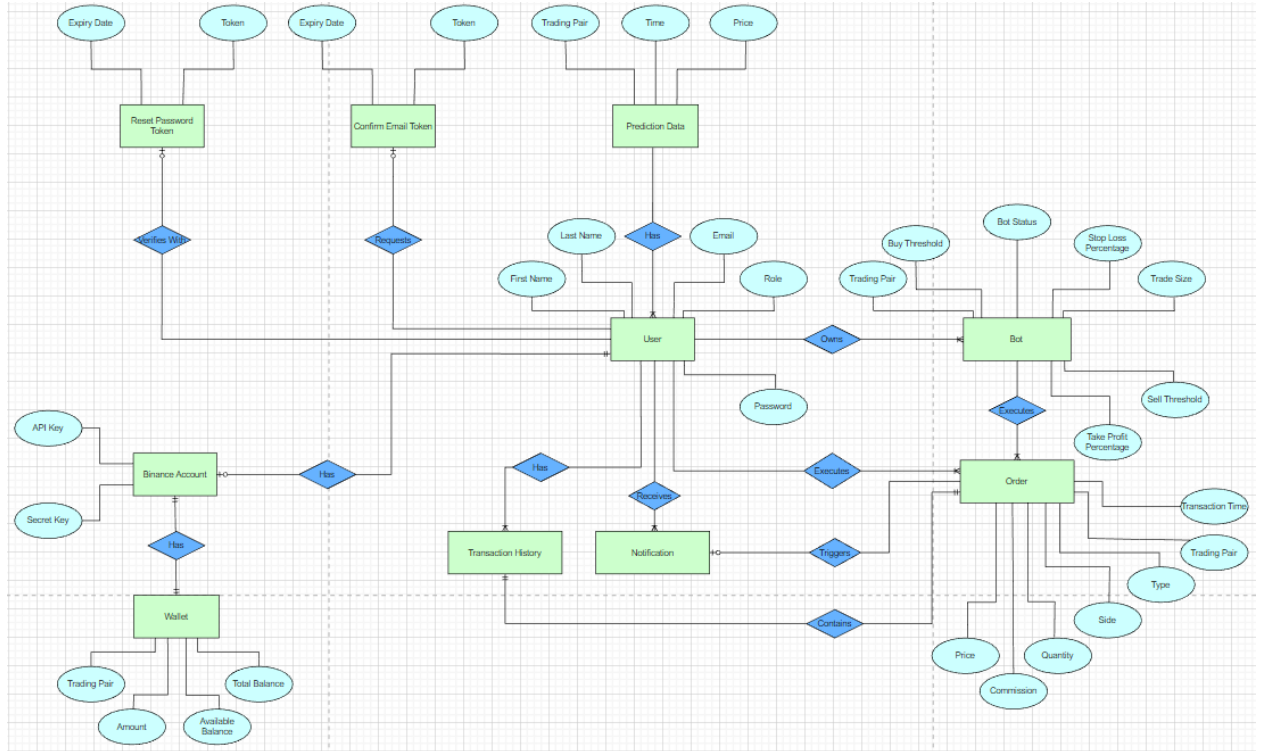 Expiry Date
Token
Expiry Date
Token
Trading Pair
Time
Price
Reset Password
Token
Confirm Email Token
Prediction Data
Verifies With
Requests
Last Name
Has
Email
First Name
Role
Bot Status
Buy Threshold
Stop Loss
Percentage
Trading Pair
Trade Size
User
Owns
Bot
Password
Executes
Sell Threshold
Take Profit
Percentage
API Key
Binance Account
Has
Has
Executes
Order
Receives
Secret Key
Transaction Time
Has
Transaction History
Notification
Triggers
Trading Pair
Type
Wallet
Contains
Side
Price
Quantity
Commission
Trading Pair
Total Balance
Amount
Available
Balance